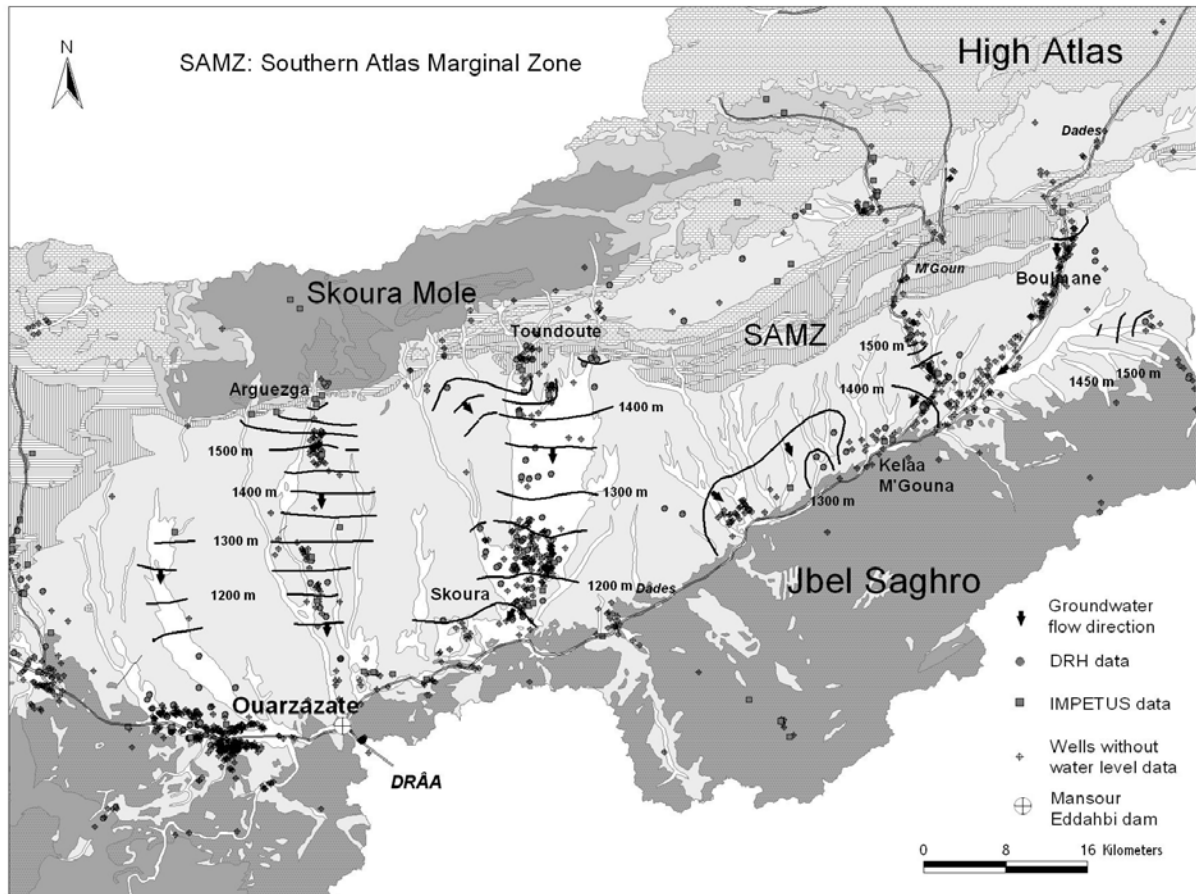 High Atlas
N
SAMZ: Southern Atlas Marginal Zone
Dades
M'Goun
Boulmane
Skoura Mole
Toundoute
SAMZ
1500 m
1500 m
1450 m
Arguezga
1400 m
1400 m
1500 m
Kelaa
M'Gouna
1400 m
1300 m
1300 m
1300 m
1200 m
Skoura
1200 m
Dâdes
Jbel Saghro
Groundwater
flow direction
DRH data
IMPETUS data
Wells without
water level data
Mansour
Eddahbi dam
Ouarzazate
DRÂA
0 8 16 Kilometers